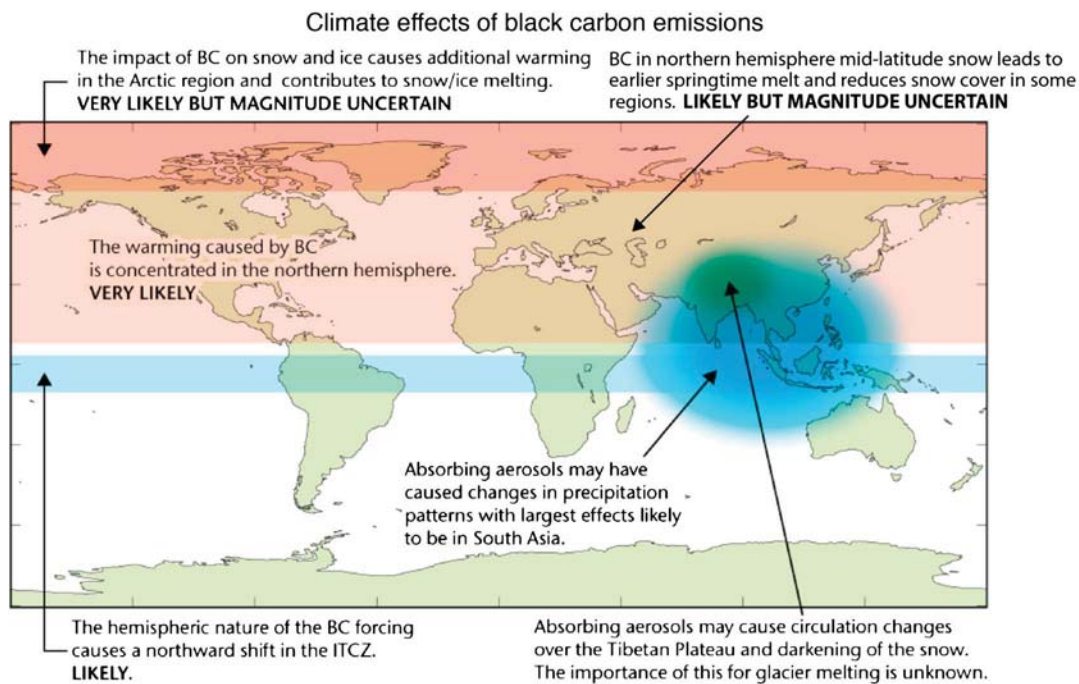 Climate effects of black carbon emissions
The impact of BC on snow and ice causes additional warming
in the Arctic region and contributes to snow/ice melting.
VERY LIKELY BUT MAGNITUDE UNCERTAIN
BC in northern hemisphere mid-latitude snow leads to
earlier springtime melt and reduces snow cover in some
regions. LIKELY BUT MAGNITUDE UNCERTAIN
The warming caused by BC
is concentrated in the northern hemisphere.
VERY LIKELY
Absorbing aerosols may have
caused changes in precipitation
patterns with largest effects likely
to be in South Asia.
The hemispheric nature of the BC forcing
causes a northward shift in the ITCZ.
LIKELY.
Absorbing aerosols may cause circulation changes
over the Tibetan Plateau and darkening of the snow.
The importance of this for glacier melting is unknown.